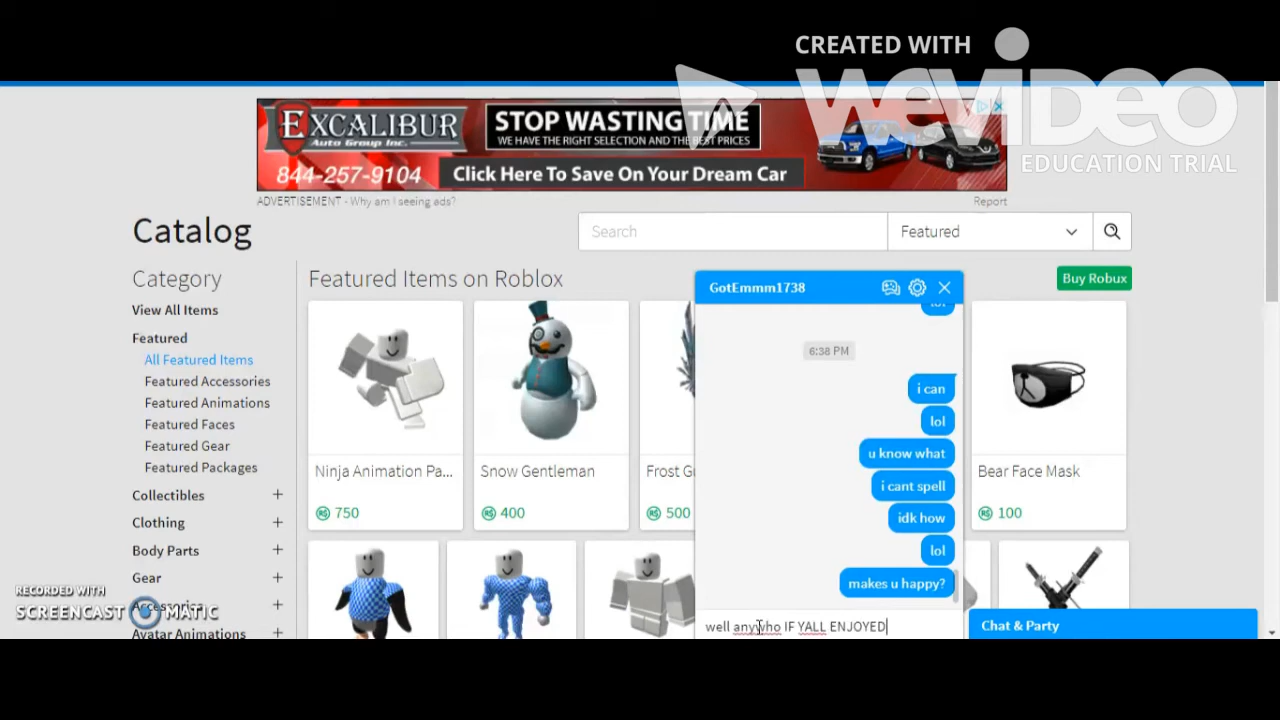 CREATED WITH
WEVIDEO
EDUCATION TRIAL
EXCALIBUR
Auto Group Inc.
844-257-9104
STOP WASTING TIME
WE HAVE THE RIGHT SELECTION AND THE BEST PRICES
Click Here To Save On Your Dream Car
ADVERTISEMENT - Why am I seeing ads?
Report
Catalog
Search
Featured
Category
Featured Items on Roblox
Buy Robux
View All Items
Featured
All Featured Items
Featured Accessories
Featured Animations
Featured Faces
Featured Gear
Featured Packages
Collectibles
Clothing
Body Parts
Gear
Accessories
Avatar Animations
Ninja Animation Pa...
R$ 750
Snow Gentleman
R$ 400
Frost Gu
R$ 500
Bear Face Mask
R$ 100
GotEmmm1738
lol
6:38 PM
i can
lol
u know what
i cant spell
idk how
lol
makes u happy?
well anywho IF YALL ENJOYED
Chat & Party
RECORDED WITH
SCREENCAST MATIC